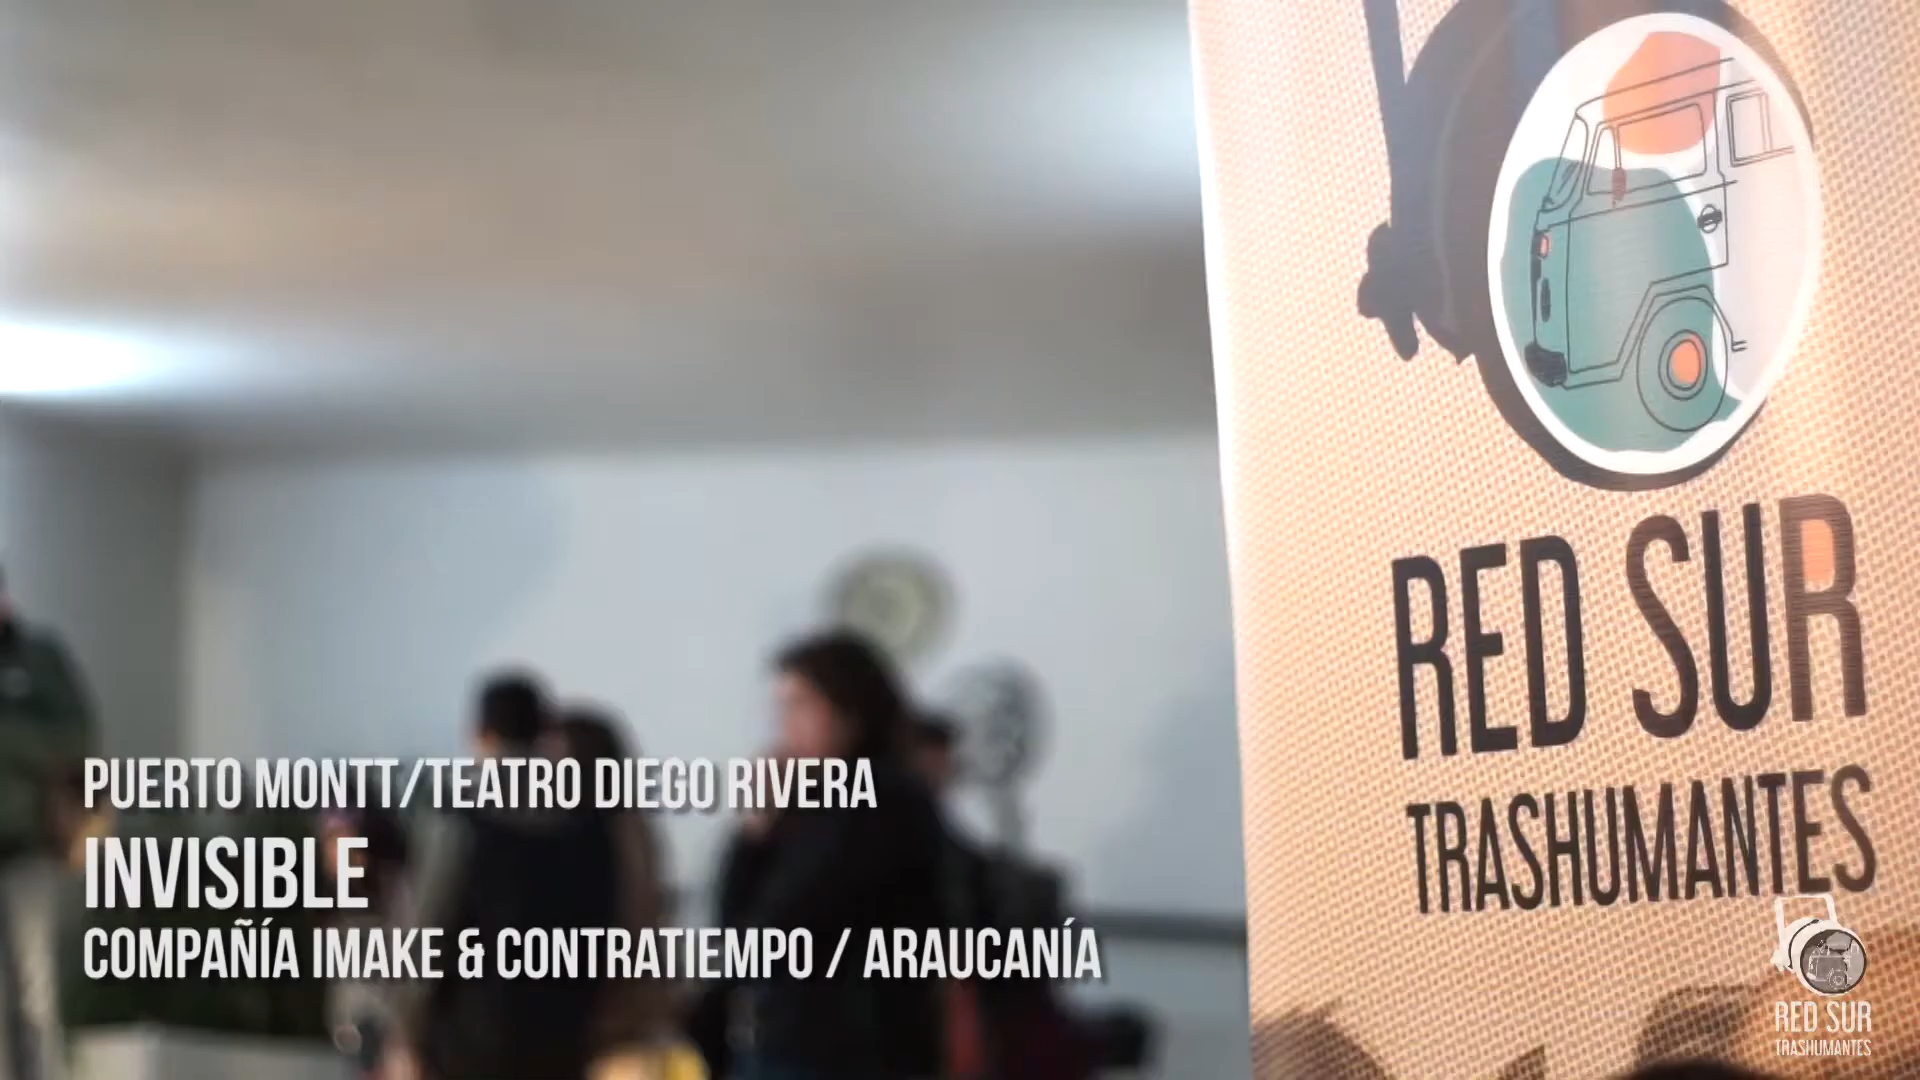 RED SUR
TRASHUMANTES
PUERTO MONTT/TEATRO DIEGO RIVERA
INVISIBLE
COMPAÑÍA IMAKE & CONTRATIEMPO / ARAUCANÍA
RED SUR
TRASHUMANTES